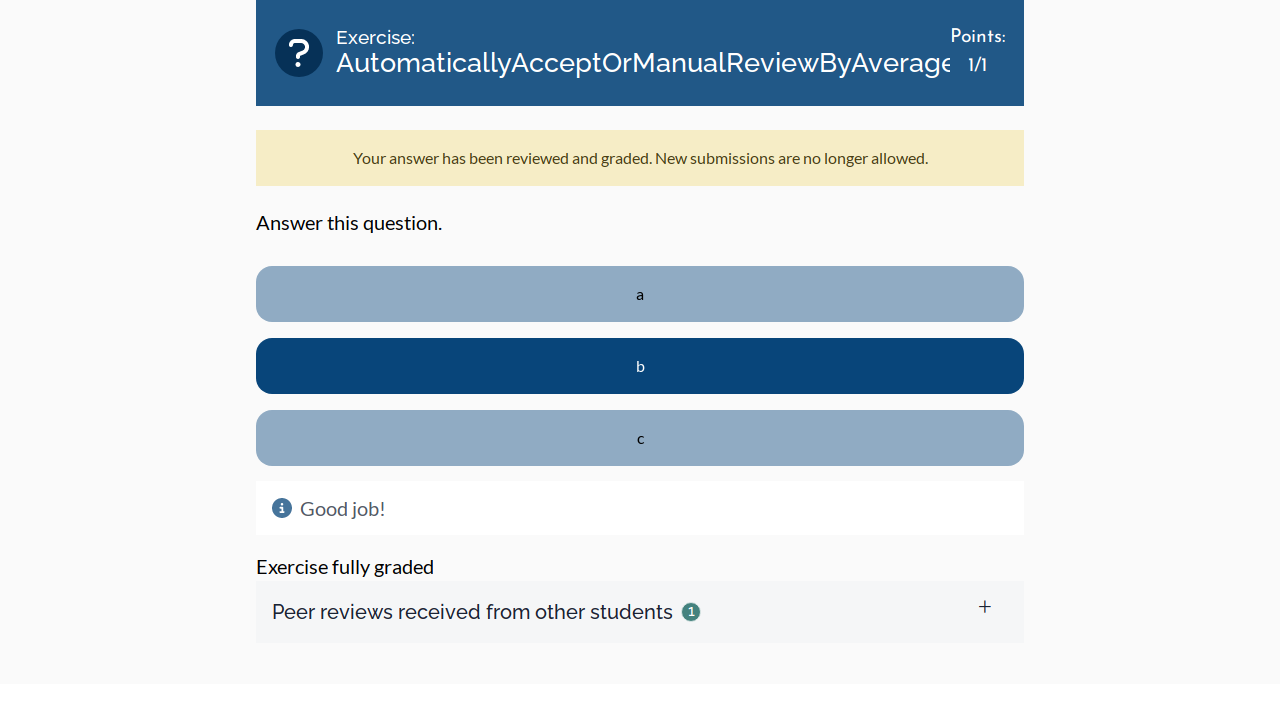 ?
Exercise:
AutomaticallyAcceptOrManualReviewByAverage
Points:
1/1
Your answer has been reviewed and graded. New submissions are no longer allowed.
Answer this question.
a
b
c
Good job!
Exercise fully graded
Peer reviews received from other students 1
+